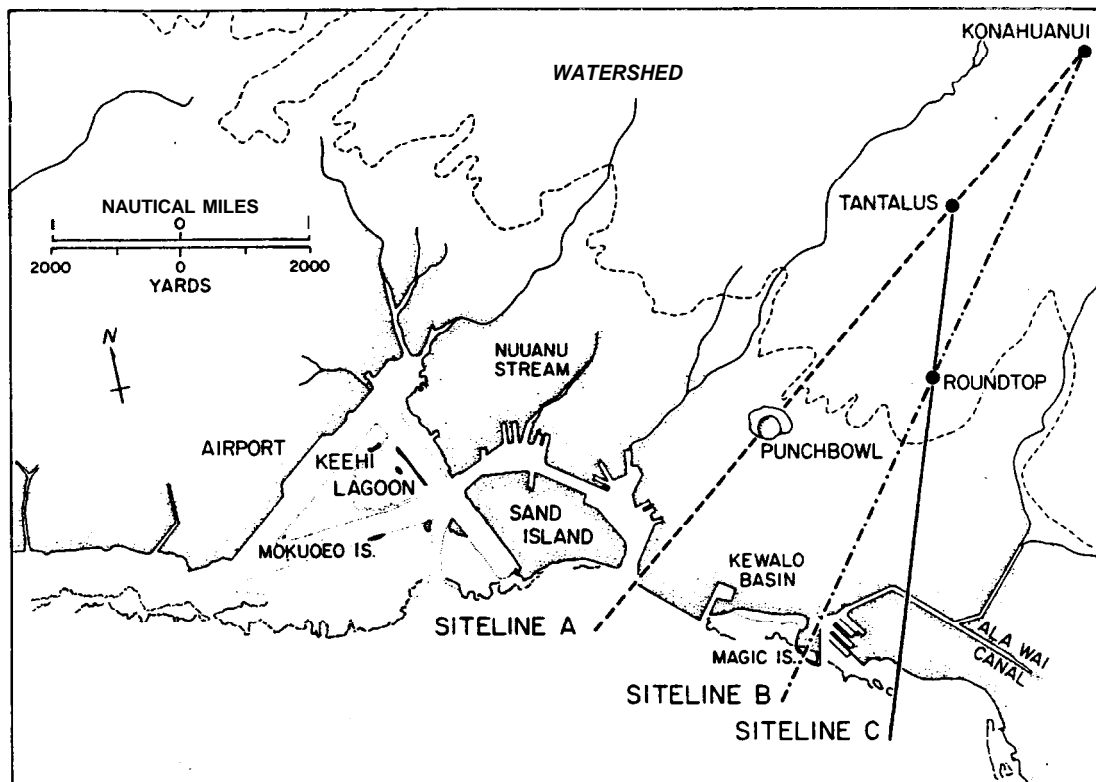 KONAHUANUI
WATERSHED
TANTALUS
NAUTICAL MILES
1 0 1
2000 0 2000
YARDS
N
NUUANU
STREAM
ROUNDTOP
AIRPORT
PUNCHBOWL
KEEHI
LAGOON
SAND
ISLAND
MOKUOEO IS.
KEWALO
BASIN
SITELINE A
MAGIC IS.
ALA WAI
CANAL
SITELINE B
SITELINE C